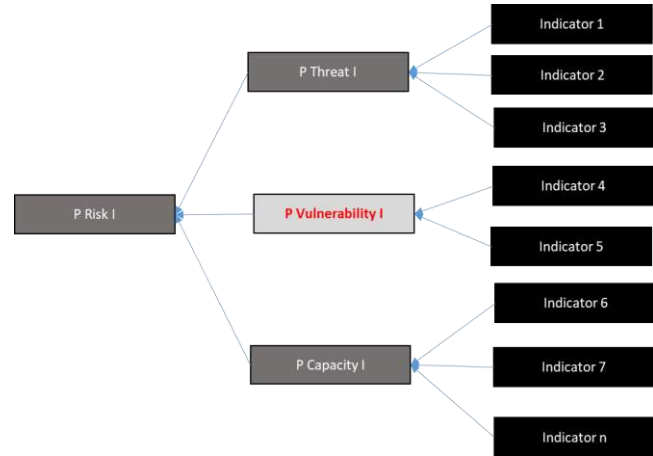 Indicator 1
P Threat I
Indicator 2
Indicator 3
P Risk I
P Vulnerability I
Indicator 4
Indicator 5
P Capacity I
Indicator 6
Indicator 7
Indicator n